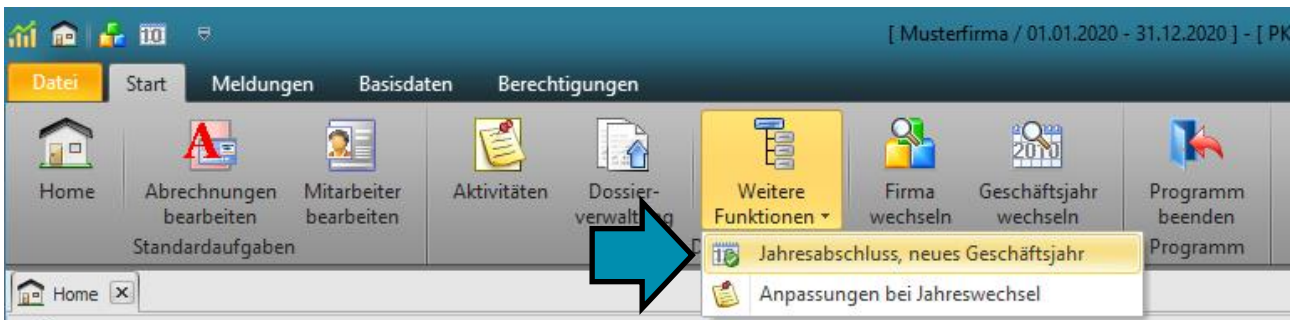 10
[ Musterfirma / 01.01.2020 - 31.12.2020 ] - [ PK
Datei Start Meldungen Basisdaten Berechtigungen
2010
Home Abrechnungen bearbeiten Mitarbeiter bearbeiten Aktivitäten Dossier-verwaltung Weitere Funktionen Firma wechseln Geschäftsjahr wechseln Programm beenden
Standardaufgaben D Programm
Jahresabschluss, neues Geschäftsjahr
Home
Anpassungen bei Jahreswechsel